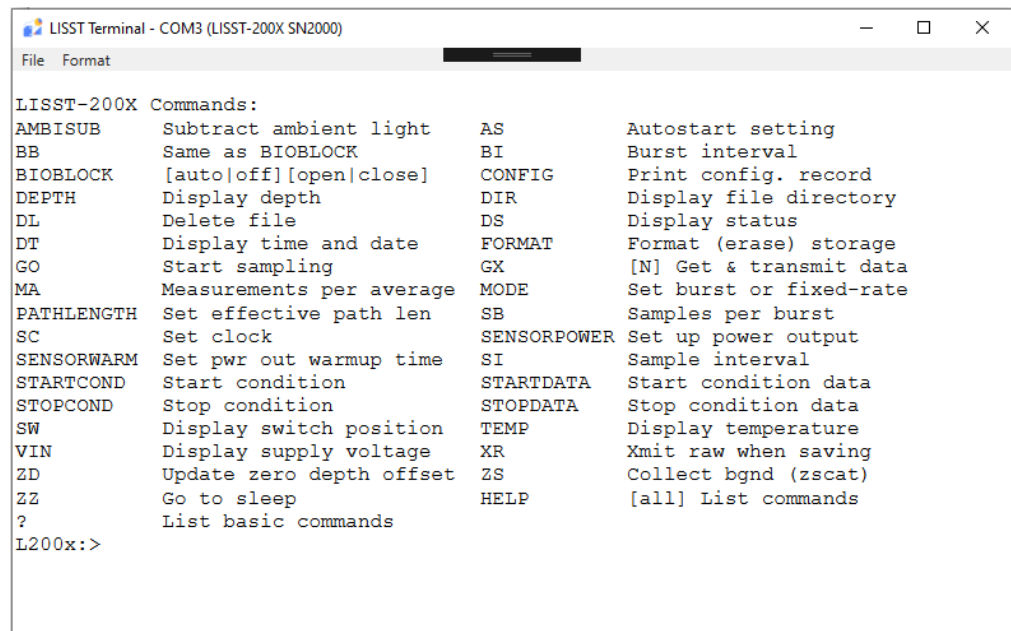 LISST Terminal - COM3 (LISST-200X SN2000)
File Format
LISST-200X Commands:
AMBISUB Subtract ambient light AS Autostart setting
BB Same as BIOBLOCK BI Burst interval
BIOBLOCK [auto|off][open|close] CONFIG Print config. record
DEPTH Display depth DIR Display file directory
DL Delete file DS Display status
DT Display time and date FORMAT Format (erase) storage
GO Start sampling GX [N] Get & transmit data
MA Measurements per average MODE Set burst or fixed-rate
PATHLENGTH Set effective path len SB Samples per burst
SC Set clock SENSORPOWER Set up power output
SENSORWARM Set pwr out warmup time SI Sample interval
STARTCOND Start condition STARTDATA Start condition data
STOPCOND Stop condition STOPDATA Stop condition data
SW Display switch position TEMP Display temperature
VIN Display supply voltage XR Xmit raw when saving
ZD Update zero depth offset ZS Collect bgnd (zscat)
ZZ Go to sleep HELP [all] List commands
? List basic commands
L200x:>